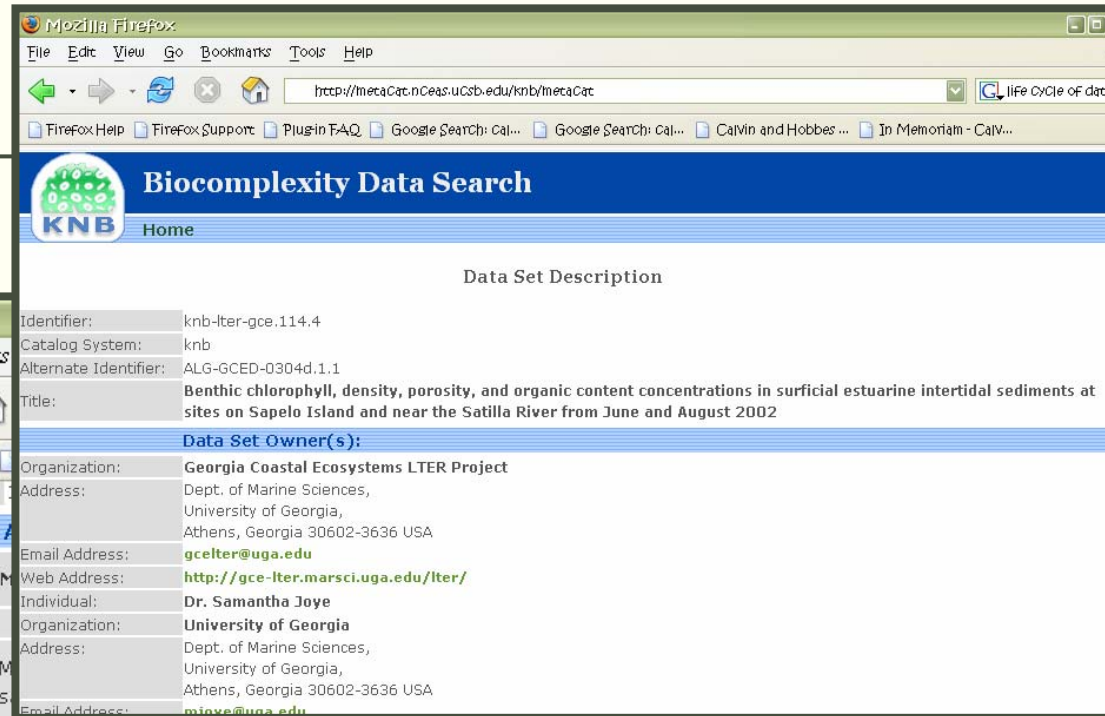 Mozilla Firefox
File Edit View Go Bookmarks Tools Help
http://metacat.nceas.ucsb.edu/knb/metacat
life cycle of dat
Firefox Help Firefox Support Plug-in FAQ Google Search: cal... Google Search: cal... Calvin and Hobbes ... In Memoriam - Calv...
KNB
Biocomplexity Data Search
Home
Data Set Description
Identifier: knb-lter-gce.114.4
Catalog System: knb
Alternate Identifier: ALG-GCED-0304d.1.1
Title: Benthic chlorophyll, density, porosity, and organic content concentrations in surficial estuarine intertidal sediments at
sites on Sapelo Island and near the Satilla River from June and August 2002
Data Set Owner(s):
Organization: Georgia Coastal Ecosystems LTER Project
Address: Dept. of Marine Sciences,
University of Georgia,
Athens, Georgia 30602-3636 USA
Email Address: gcelter@uga.edu
Web Address: http://gce-lter.marsci.uga.edu/lter/
Individual: Dr. Samantha Joye
Organization: University of Georgia
Address: Dept. of Marine Sciences,
University of Georgia,
Athens, Georgia 30602-3636 USA
Email Address: mjoye@uga.edu